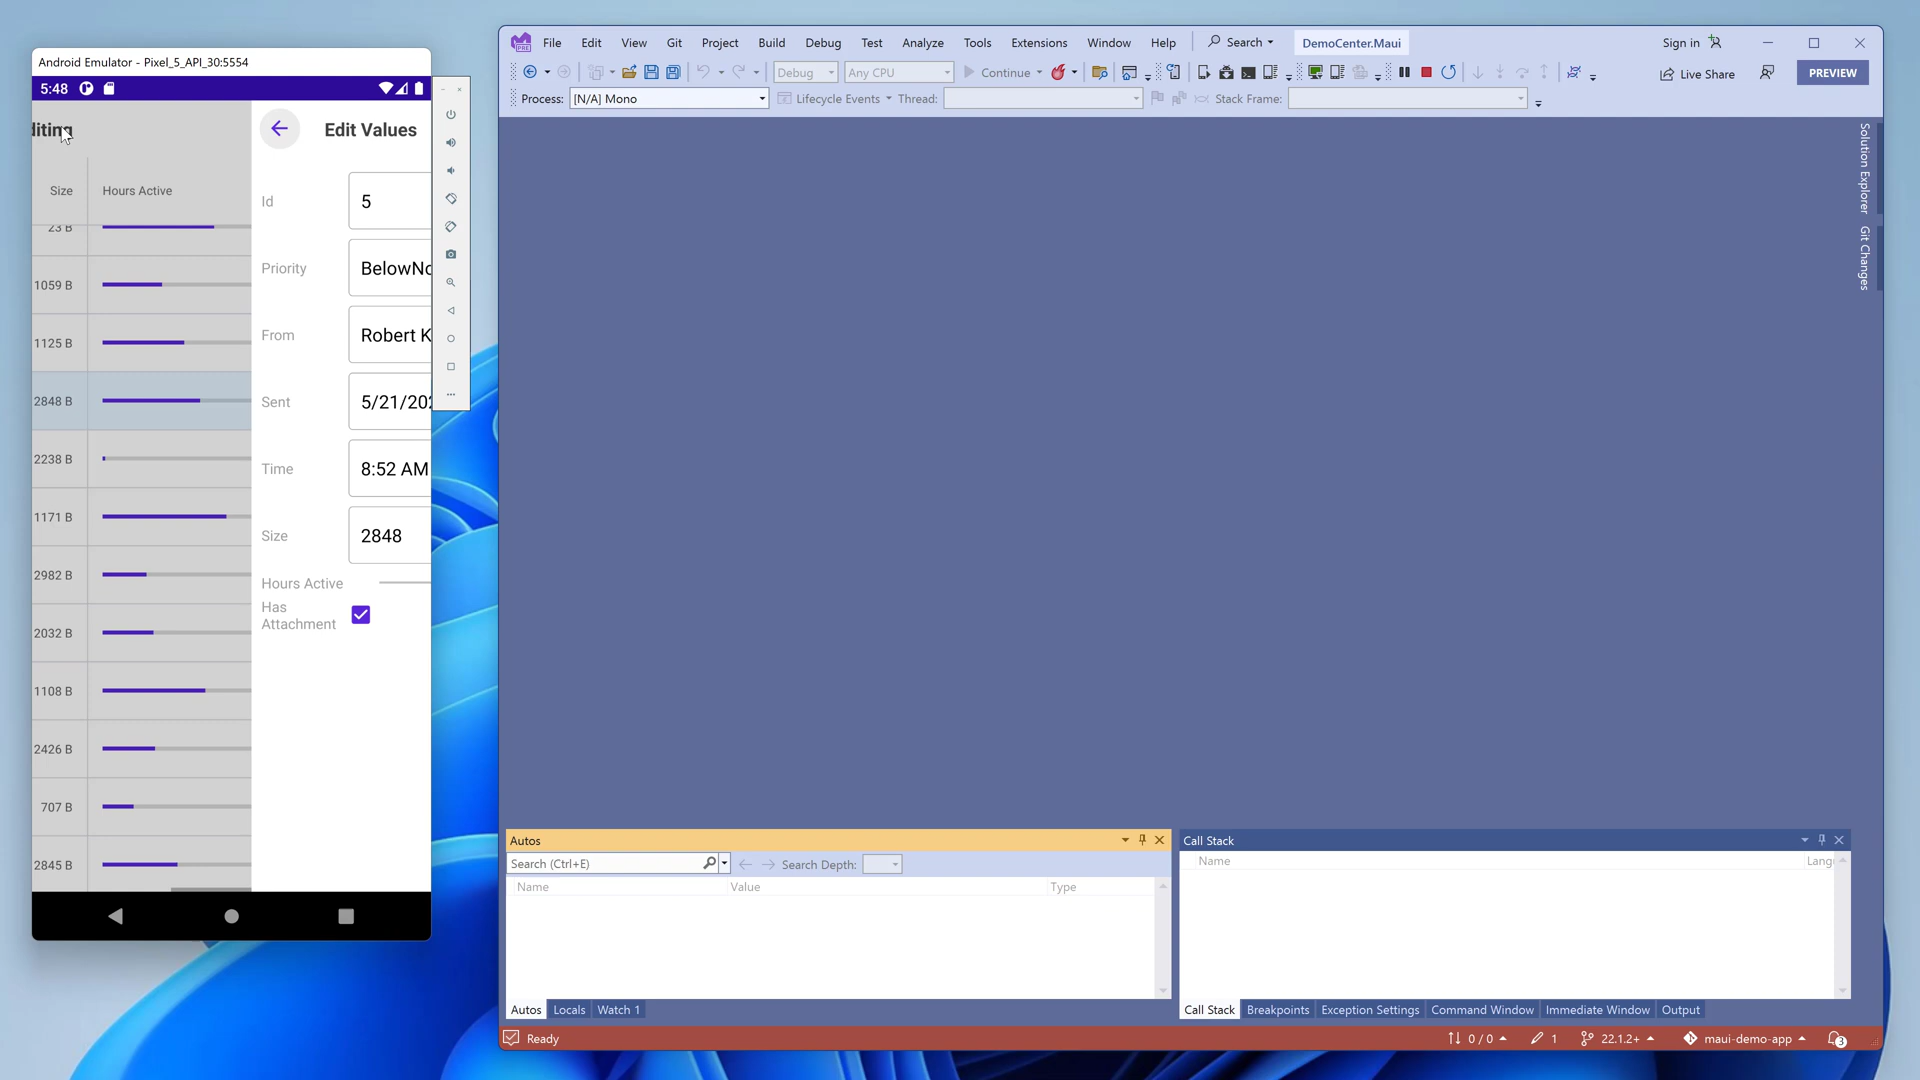 Android Emulator - Pixel_5_API_30:5554
5:48
diting
Edit Values
Size
Hours Active
23 B
1059 B
1125 B
2848 B
2238 B
1171 B
2982 B
2032 B
1108 B
2426 B
707 B
2845 B
Id
5
Priority
BelowNo
From
Robert K
Sent
5/21/202
Time
8:52 AM
Size
2848
Hours Active
Has
Attachment
File Edit View Git Project Build Debug Test Analyze Tools Extensions Window Help Search DemoCenter.Maui Sign in
Debug Any CPU Continue Live Share PREVIEW
Process: [N/A] Mono Lifecycle Events Thread: Stack Frame:
Solution Explorer
Git Changes
Autos
Search (Ctrl+E) Search Depth:
Name Value Type
Autos Locals Watch 1
Call Stack
Name Langu
Call Stack Breakpoints Exception Settings Command Window Immediate Window Output
Ready 0 / 0 1 22.1.2+ maui-demo-app 3